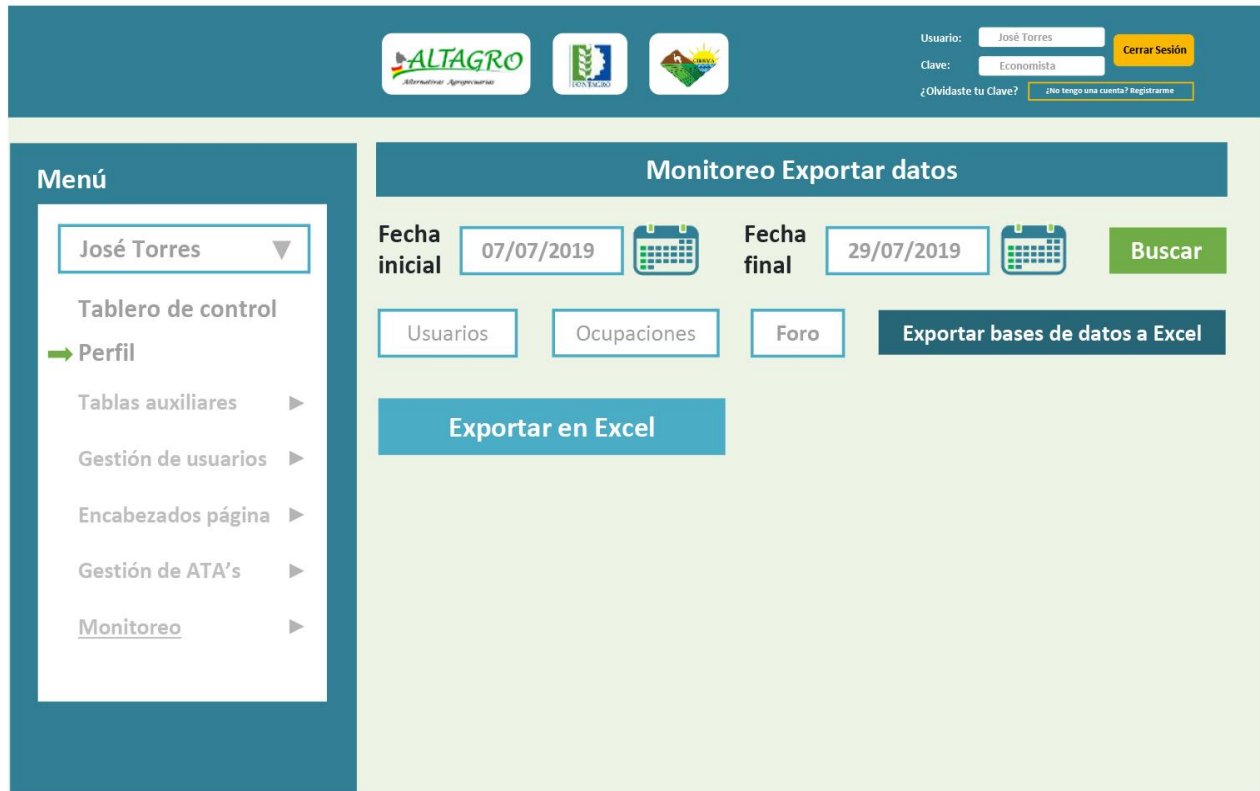 ALTAGRO
Alternativas Agropecuarias
FONTAGRO
Usuario:
José Torres
Clave:
Economista
Cerrar Sesión
¿Olvidaste tu Clave?
¿No tengo una cuenta? Registrarme
Menú
José Torres
Tablero de control
Perfil
Tablas auxiliares
Gestión de usuarios
Encabezados página
Gestión de ATA's
Monitoreo
Monitoreo Exportar datos
Fecha
inicial
07/07/2019
Fecha
final
29/07/2019
Buscar
Usuarios
Ocupaciones
Foro
Exportar bases de datos a Excel
Exportar en Excel